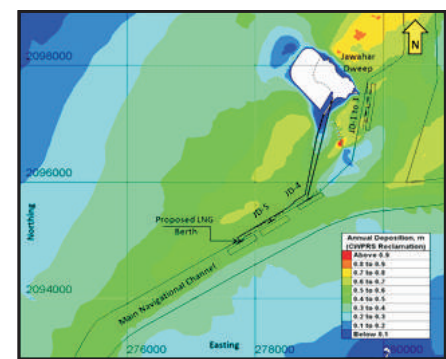 N
2098000
Jawahar
Dweep
JD-1 to 3
2096000
JD-4
JD-5
Proposed LNG
Berth
Northing
Main Navigational Channel
2094000
Annual Deposition, m
(CWPRS Reclamation)
Above 0.9
0.8 to 0.9
0.7 to 0.8
0.6 to 0.7
0.5 to 0.6
0.4 to 0.5
0.3 to 0.4
0.2 to 0.3
0.1 to 0.2
Below 0.1
276000
278000
Easting